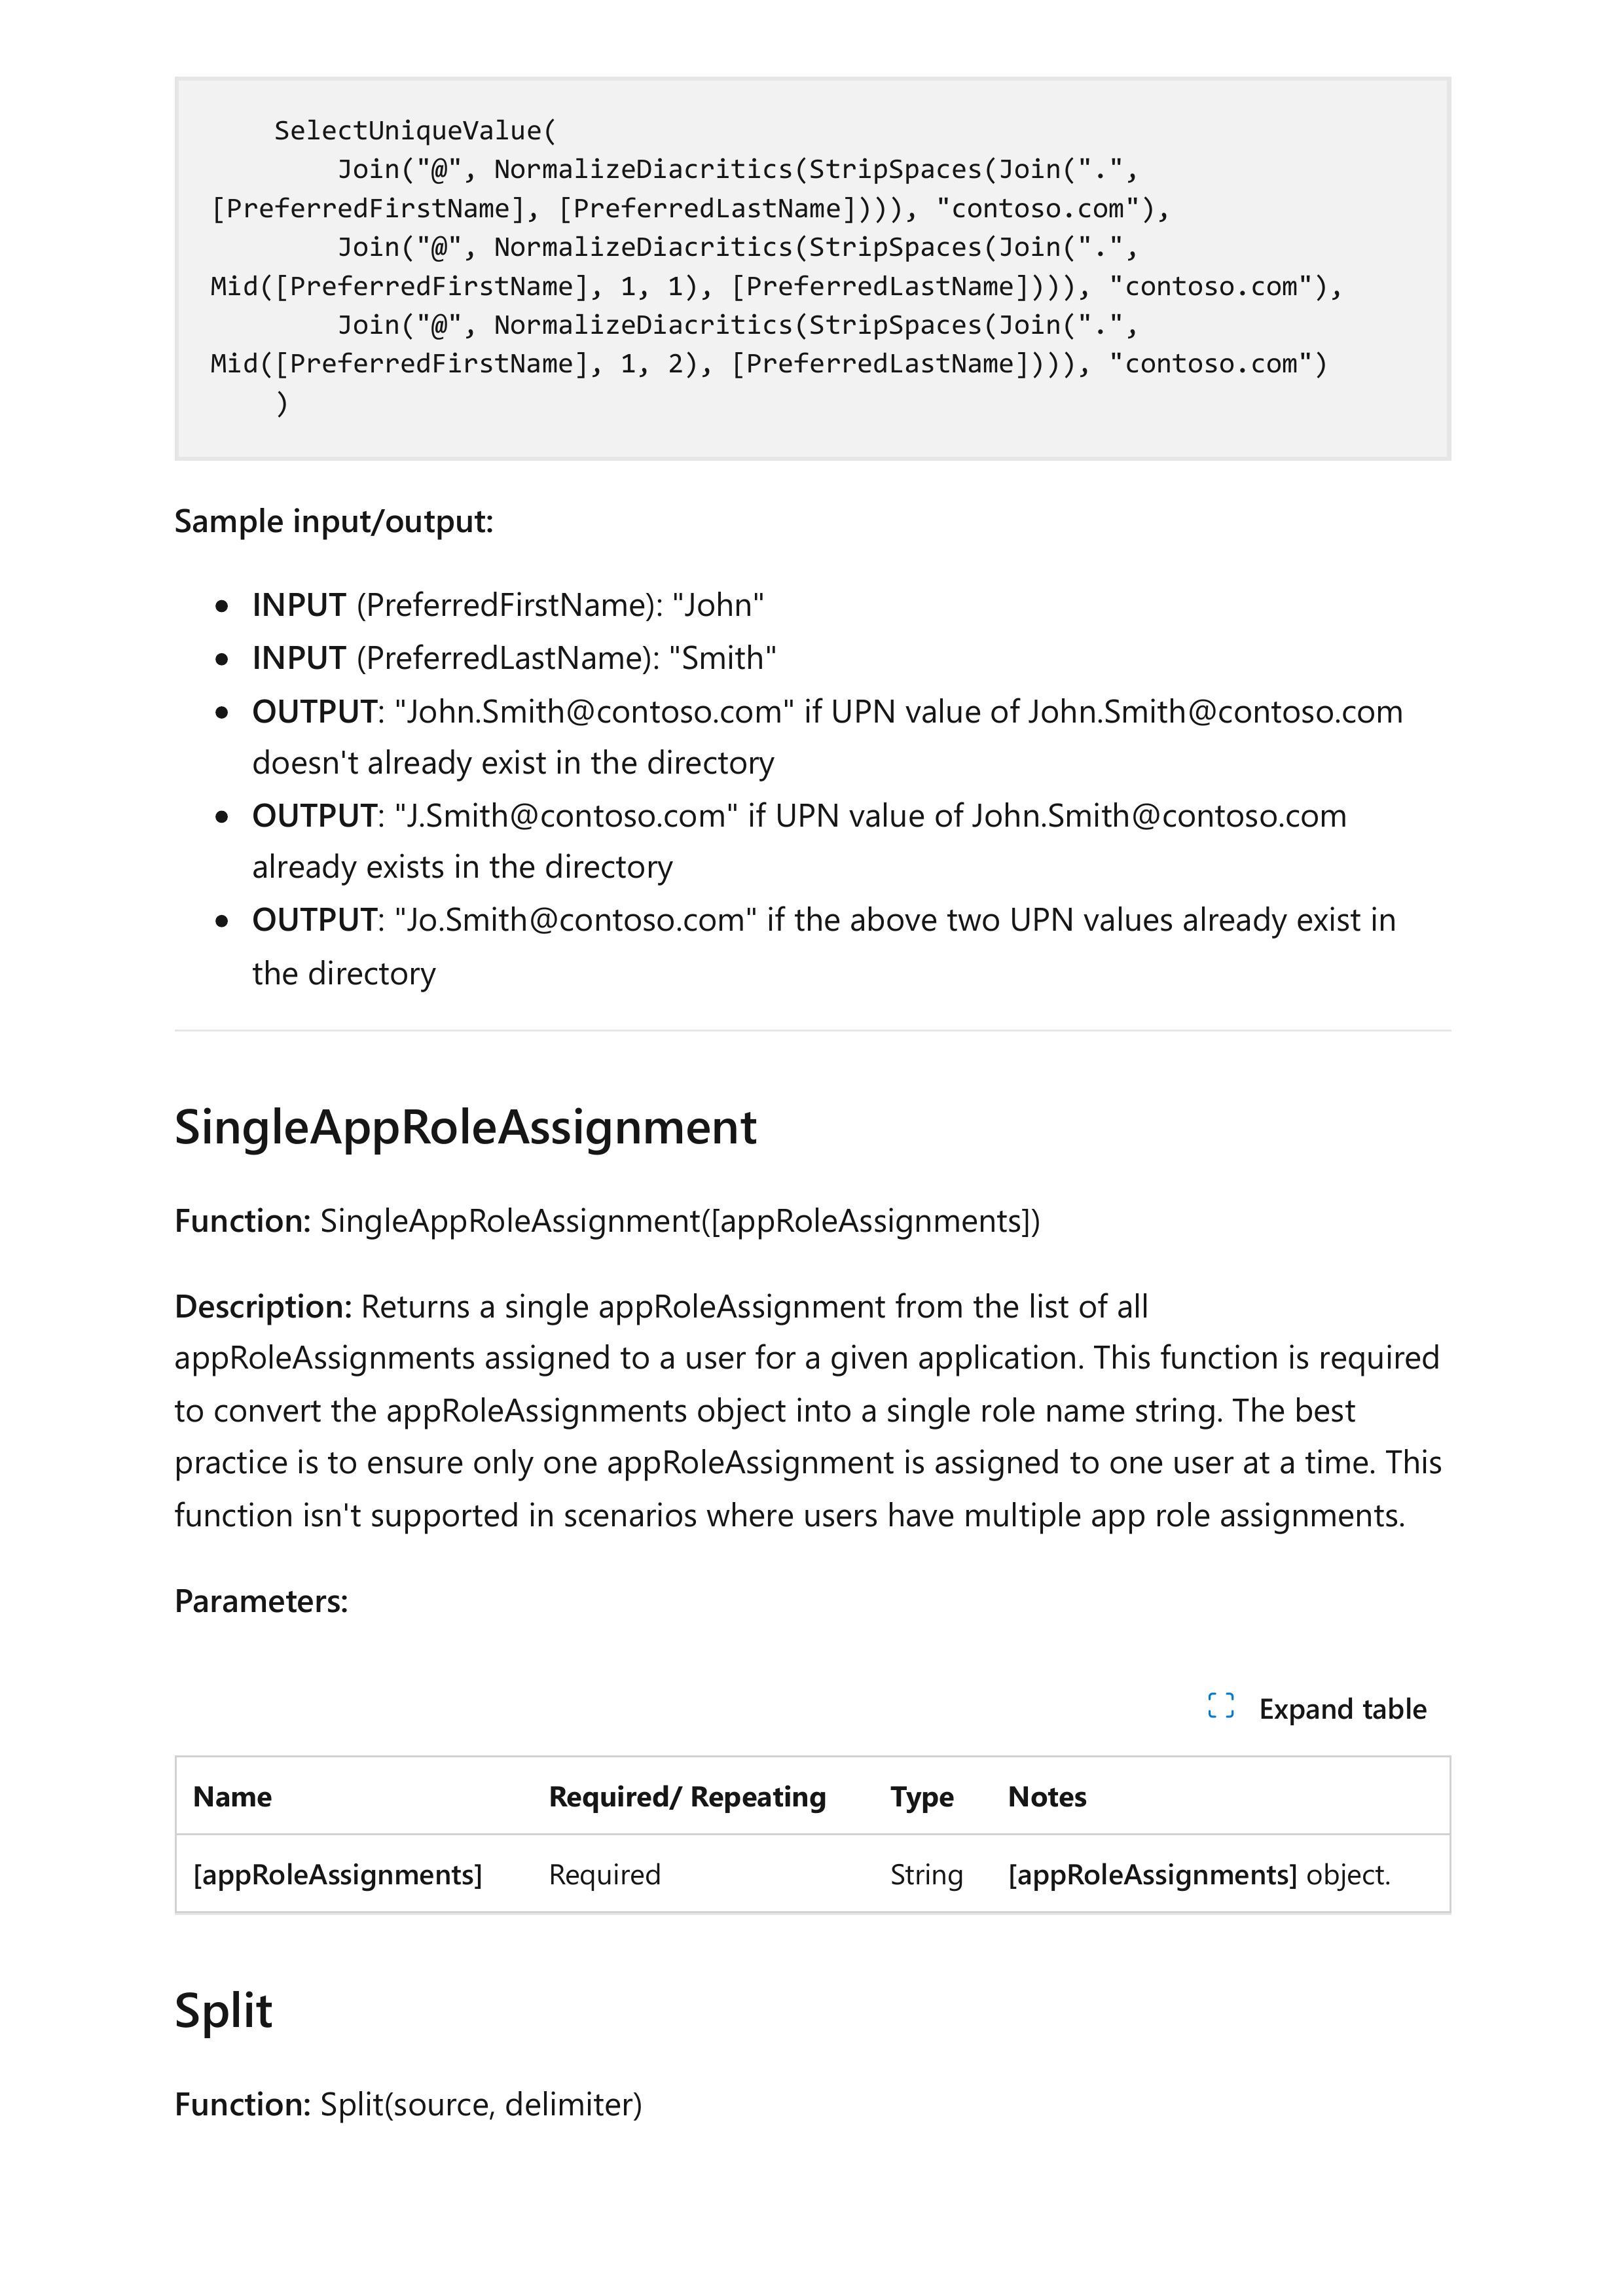 SelectUniqueValue(
Join("@", NormalizeDiacritics(StripSpaces(Join(".",
[PreferredFirstName], [PreferredLastName]))), "contoso.com"),
Join("@", NormalizeDiacritics(StripSpaces(Join(".",
Mid([PreferredFirstName], 1, 1), [PreferredLastName]))), "contoso.com"),
Join("@", NormalizeDiacritics(StripSpaces(Join(".",
Mid([PreferredFirstName], 1, 2), [PreferredLastName]))), "contoso.com")
)
Sample input/output:
• INPUT (PreferredFirstName): "John"
• INPUT (PreferredLastName): "Smith"
• OUTPUT: "John.Smith@contoso.com" if UPN value of John.Smith@contoso.com
doesn't already exist in the directory
• OUTPUT: "J.Smith@contoso.com" if UPN value of John.Smith@contoso.com
already exists in the directory
• OUTPUT: "Jo.Smith@contoso.com" if the above two UPN values already exist in
the directory
SingleAppRoleAssignment
Function: SingleAppRoleAssignment([appRoleAssignments])
Description: Returns a single appRoleAssignment from the list of all
appRoleAssignments assigned to a user for a given application. This function is required
to convert the appRoleAssignments object into a single role name string. The best
practice is to ensure only one appRoleAssignment is assigned to one user at a time. This
function isn't supported in scenarios where users have multiple app role assignments.
Parameters:
Expand table
Name Required/ Repeating Type Notes
[appRoleAssignments] Required String [appRoleAssignments] object.
Split
Function: Split(source, delimiter)